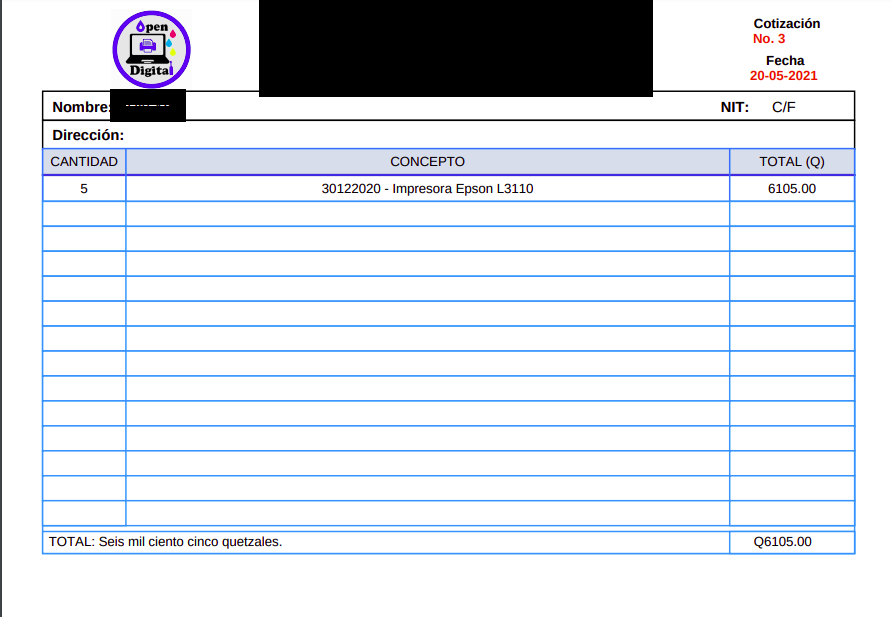 Open
Digital
Cotización
No. 3
Fecha
20-05-2021
Nombre:
NIT: C/F
Dirección:
CANTIDAD CONCEPTO TOTAL (Q)
5 30122020 - Impresora Epson L3110 6105.00
TOTAL: Seis mil ciento cinco quetzales. Q6105.00